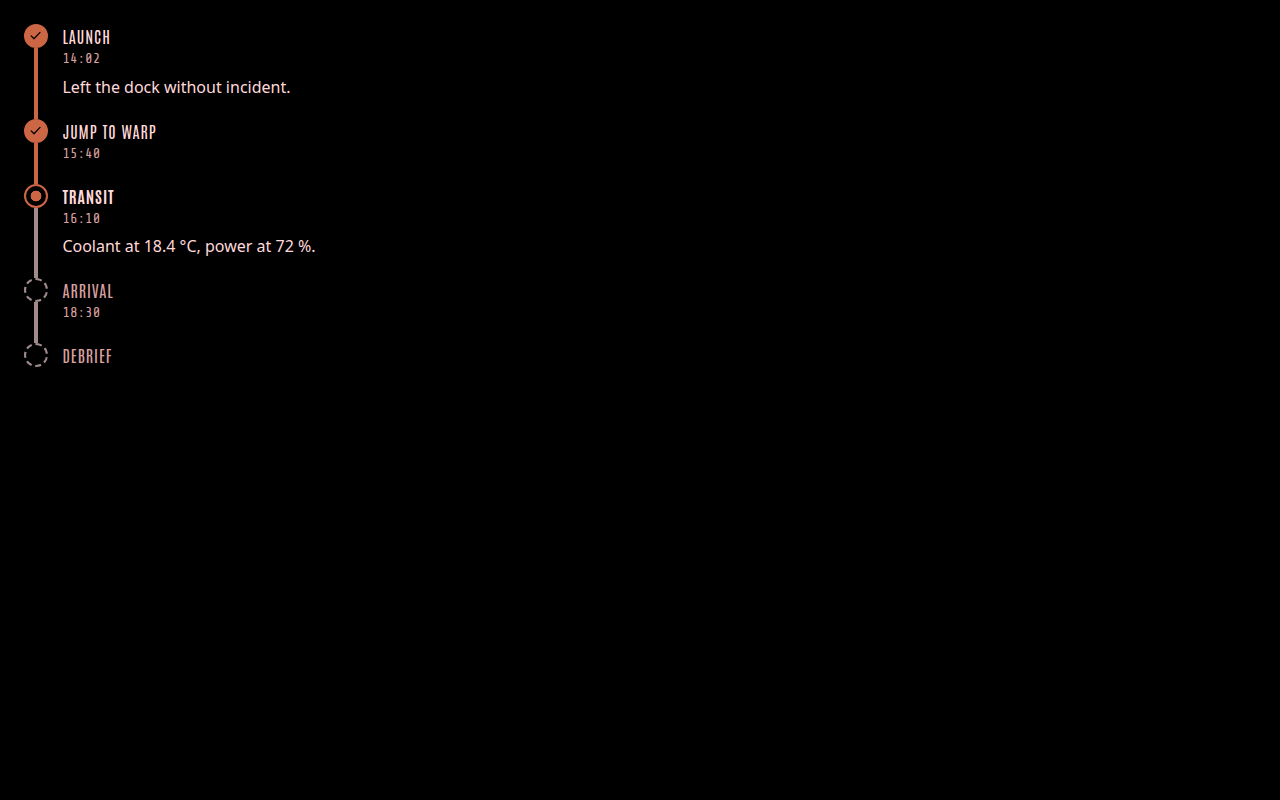 LAUNCH
14:02
Left the dock without incident.
JUMP TO WARP
15:40
TRANSIT
16:10
Coolant at 18.4 °C, power at 72 %.
ARRIVAL
18:30
DEBRIEF